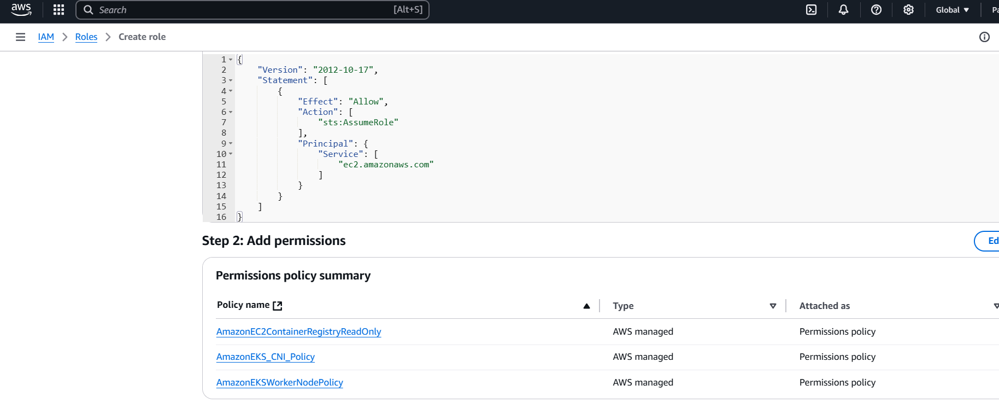 aws Search [Alt+S] Global
IAM Roles Create role
1 {
2 "Version": "2012-10-17",
3 "Statement": [
4 {
5 "Effect": "Allow",
6 "Action": [
7 "sts:AssumeRole"
8 ],
9 "Principal": {
10 "Service": [
11 "ec2.amazonaws.com"
12 ]
13 }
14 }
15 ]
16 }
Step 2: Add permissions
Permissions policy summary
Policy name Type Attached as
AmazonEC2ContainerRegistryReadOnly AWS managed Permissions policy
AmazonEKS_CNI_Policy AWS managed Permissions policy
AmazonEKSWorkerNodePolicy AWS managed Permissions policy